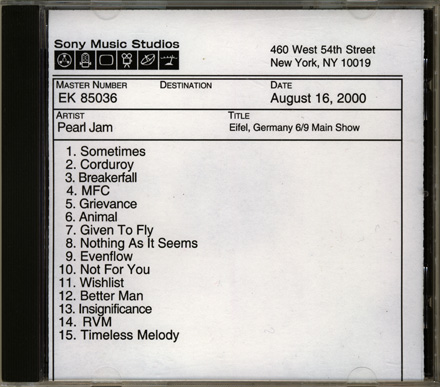 Sony Music Studios
460 West 54th Street
New York, NY 10019
MASTER NUMBER
EK 85036
DESTINATION
DATE
August 16, 2000
ARTIST
Pearl Jam
TITLE
Eifel, Germany 6/9 Main Show
1. Sometimes
2. Corduroy
3. Breakerfall
4. MFC
5. Grievance
6. Animal
7. Given To Fly
8. Nothing As It Seems
9. Evenflow
10. Not For You
11. Wishlist
12. Better Man
13. Insignificance
14. RVM
15. Timeless Melody